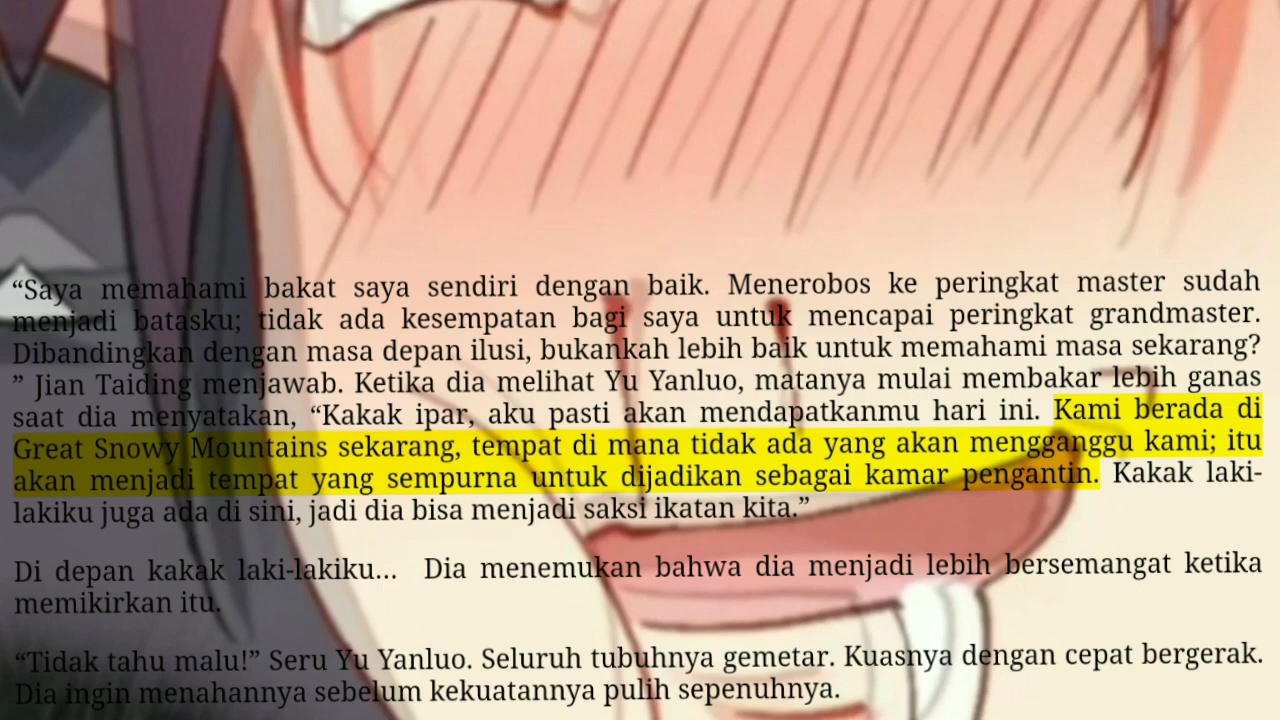 “Saya memahami bakat saya sendiri dengan baik. Menerobos ke peringkat master sudah
menjadi batasku; tidak ada kesempatan bagi saya untuk mencapai peringkat grandmaster.
Dibandingkan dengan masa depan ilusi, bukankah lebih baik untuk memahami masa sekarang?
” Jian Taiding menjawab. Ketika dia melihat Yu Yanluo, matanya mulai membakar lebih ganas
saat dia menyatakan, “Kakak ipar, aku pasti akan mendapatkanmu hari ini. Kami berada di
Great Snowy Mountains sekarang, tempat di mana tidak ada yang akan mengganggu kami; itu
akan menjadi tempat yang sempurna untuk dijadikan sebagai kamar pengantin. Kakak laki-
lakiku juga ada di sini, jadi dia bisa menjadi saksi ikatan kita.”
Di depan kakak laki-lakiku… Dia menemukan bahwa dia menjadi lebih bersemangat ketika
memikirkan itu.
“Tidak tahu malu!” Seru Yu Yanluo. Seluruh tubuhnya gemetar. Kuasnya dengan cepat bergerak.
Dia ingin menahannya sebelum kekuatannya pulih sepenuhnya.